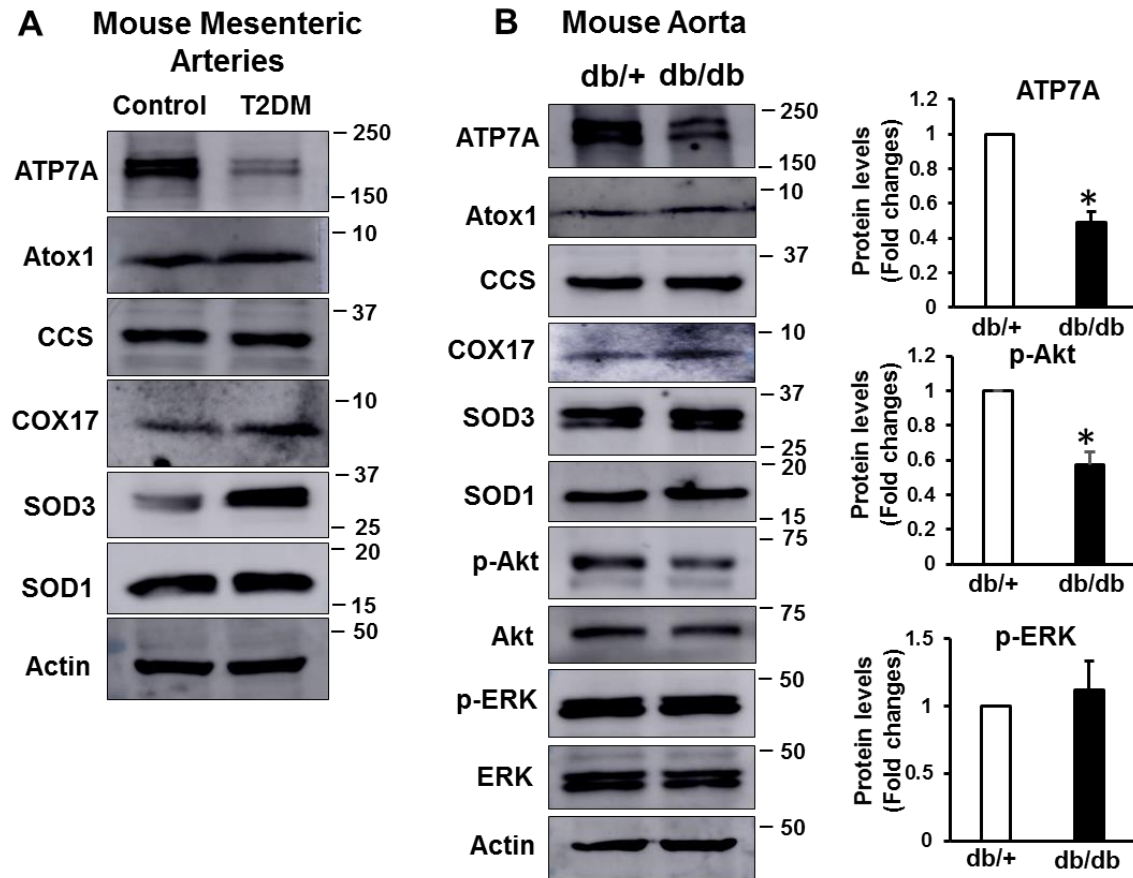 A
Mouse Mesenteric
Arteries
Control T2DM
ATP7A
– 250
– 150
Atox1
– 10
CCS
– 37
COX17
– 10
SOD3
– 37
– 25
SOD1
– 20
– 15
Actin
– 50
B
Mouse Aorta
db/+ db/db
ATP7A
– 250
– 150
Atox1
– 10
CCS
– 37
COX17
– 10
SOD3
– 37
– 25
SOD1
– 20
– 15
p-Akt
– 75
Akt
– 75
p-ERK
– 50
ERK
– 50
Actin
– 50
ATP7A
Protein levels
(Fold changes)
1.2
1
0.8
0.6
0.4
0.2
0
*
db/+ db/db
p-Akt
Protein levels
(Fold changes)
1.2
1
0.8
0.6
0.4
0.2
0
*
db/+ db/db
p-ERK
Protein levels
(Fold changes)
1.5
1
0.5
0
db/+ db/db